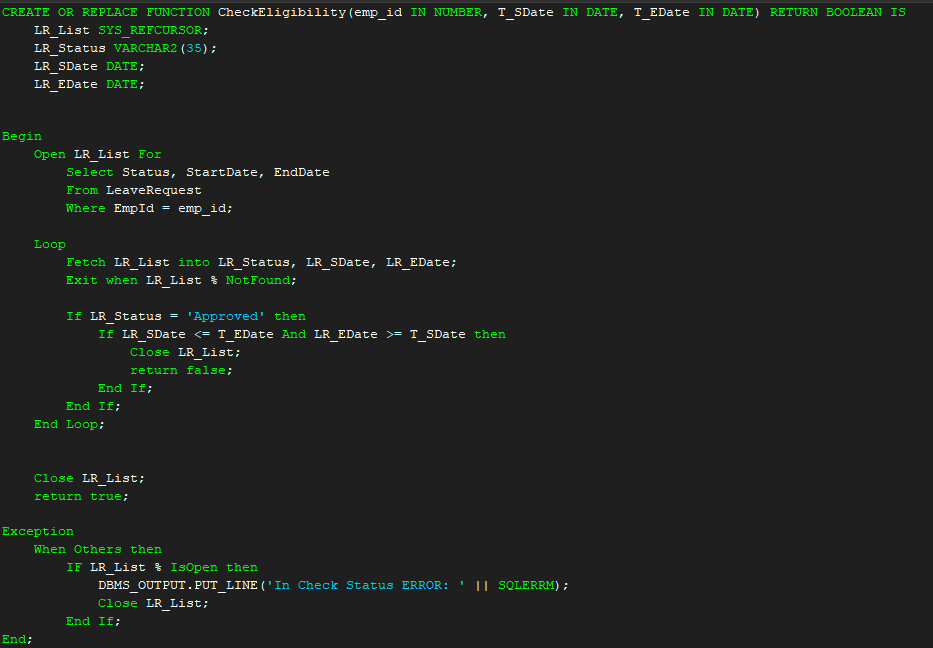 CREATE OR REPLACE FUNCTION CheckEligibility(emp_id IN NUMBER, T_SDate IN DATE, T_EDate IN DATE) RETURN BOOLEAN IS
    LR_List SYS_REFCURSOR;
    LR_Status VARCHAR2(35);
    LR_SDate DATE;
    LR_EDate DATE;
Begin
    Open LR_List For
        Select Status, StartDate, EndDate
        From LeaveRequest
        Where EmpId = emp_id;
    Loop
        Fetch LR_List into LR_Status, LR_SDate, LR_EDate;
        Exit when LR_List % NotFound;
        If LR_Status = 'Approved' then
            If LR_SDate <= T_EDate And LR_EDate >= T_SDate then
                Close LR_List;
                return false;
            End If;
        End If;
    End Loop;
    Close LR_List;
    return true;
Exception
    When Others then
        IF LR_List % IsOpen then
            DBMS_OUTPUT.PUT_LINE('In Check Status ERROR: ' || SQLERRM);
            Close LR_List;
        End If;
End;